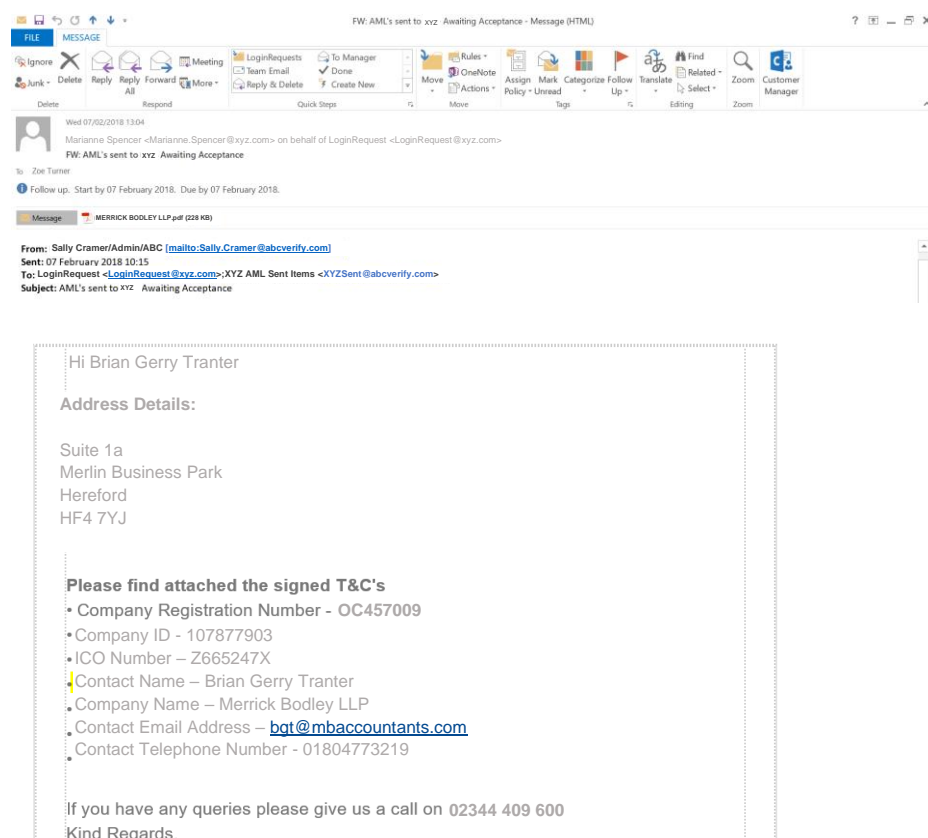 FW: AML's sent to xyz Awaiting Acceptance - Message (HTML)
FILE MESSAGE
Ignore
Junk
Delete
Reply
Reply All
Forward
Meeting
More
LoginRequests
Team Email
Reply & Delete
To Manager
Done
Create New
Move
Rules
OneNote
Actions
Assign Policy
Mark Unread
Categorize
Follow Up
Translate
Find
Related
Select
Zoom
Customer Manager
Delete Respond Quick Steps Move Tags Editing Zoom
Wed 07/02/2018 13:04
Marianne Spencer <Marianne.Spencer@xyz.com> on behalf of LoginRequest <LoginRequest@xyz.com>
FW: AML's sent to xyz Awaiting Acceptance
To Zoe Turner
Follow up. Start by 07 February 2018. Due by 07 February 2018.
Message MERRICK BODLEY LLP.pdf (228 KB)
From: Sally Cramer/Admin/ABC [mailto:Sally.Cramer@abcverify.com]
Sent: 07 February 2018 10:15
To: LoginRequest <LoginRequest@xyz.com>;XYZ AML Sent Items <XYZSent@abcverify.com>
Subject: AML's sent to XYZ Awaiting Acceptance
Hi Brian Gerry Tranter
Address Details:
Suite 1a
Merlin Business Park
Hereford
HF4 7YJ
Please find attached the signed T&C's
• Company Registration Number - OC457009
• Company ID - 107877903
• ICO Number – Z665247X
• Contact Name – Brian Gerry Tranter
• Company Name – Merrick Bodley LLP
• Contact Email Address – bgt@mbaccountants.com
• Contact Telephone Number - 01804773219
If you have any queries please give us a call on 02344 409 600
Kind Regards